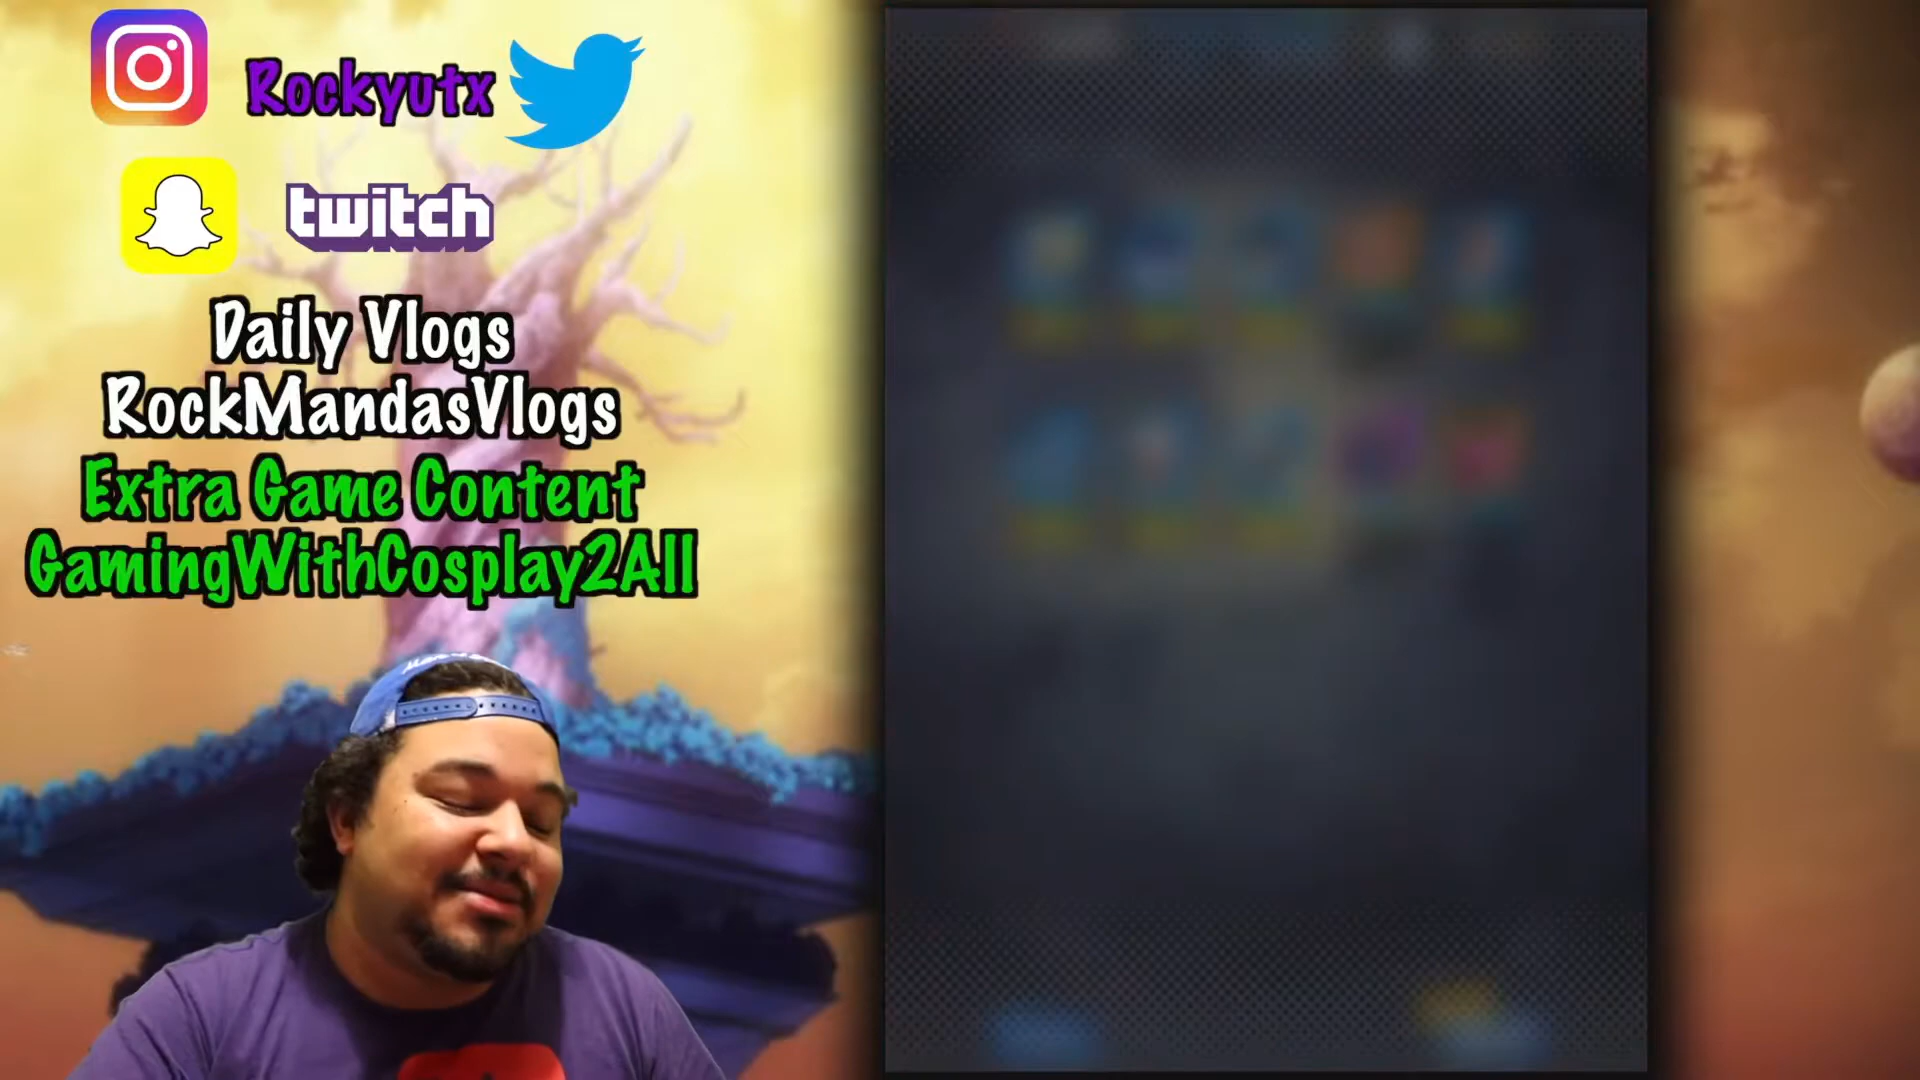 Rockyutx
twitch
Daily Vlogs
RockMandasVlogs
Extra Game Content
GamingWithCosplay2All